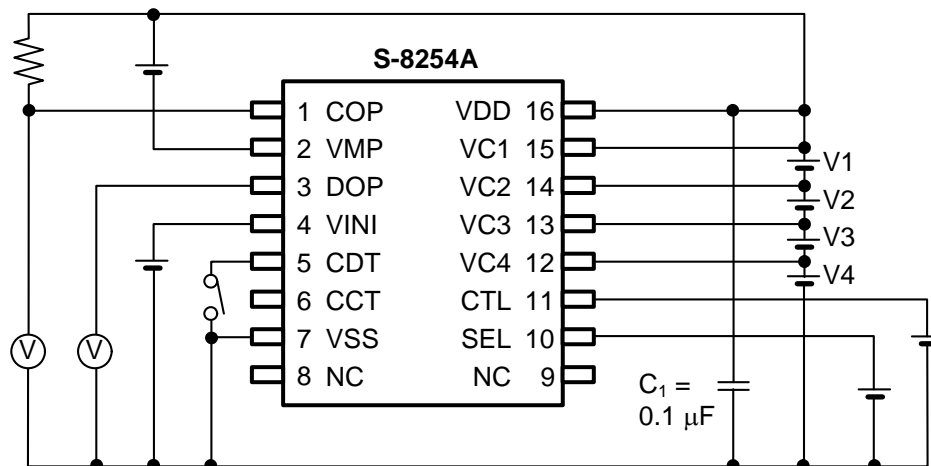 S-8254A
1 COP VDD 16
2 VMP VC1 15
V1
3 DOP VC2 14
V2
4 VINI VC3 13
V3
5 CDT VC4 12
V4
6 CCT CTL 11
7 VSS SEL 10
V V
8 NC NC 9
C₁ =
0.1 μF